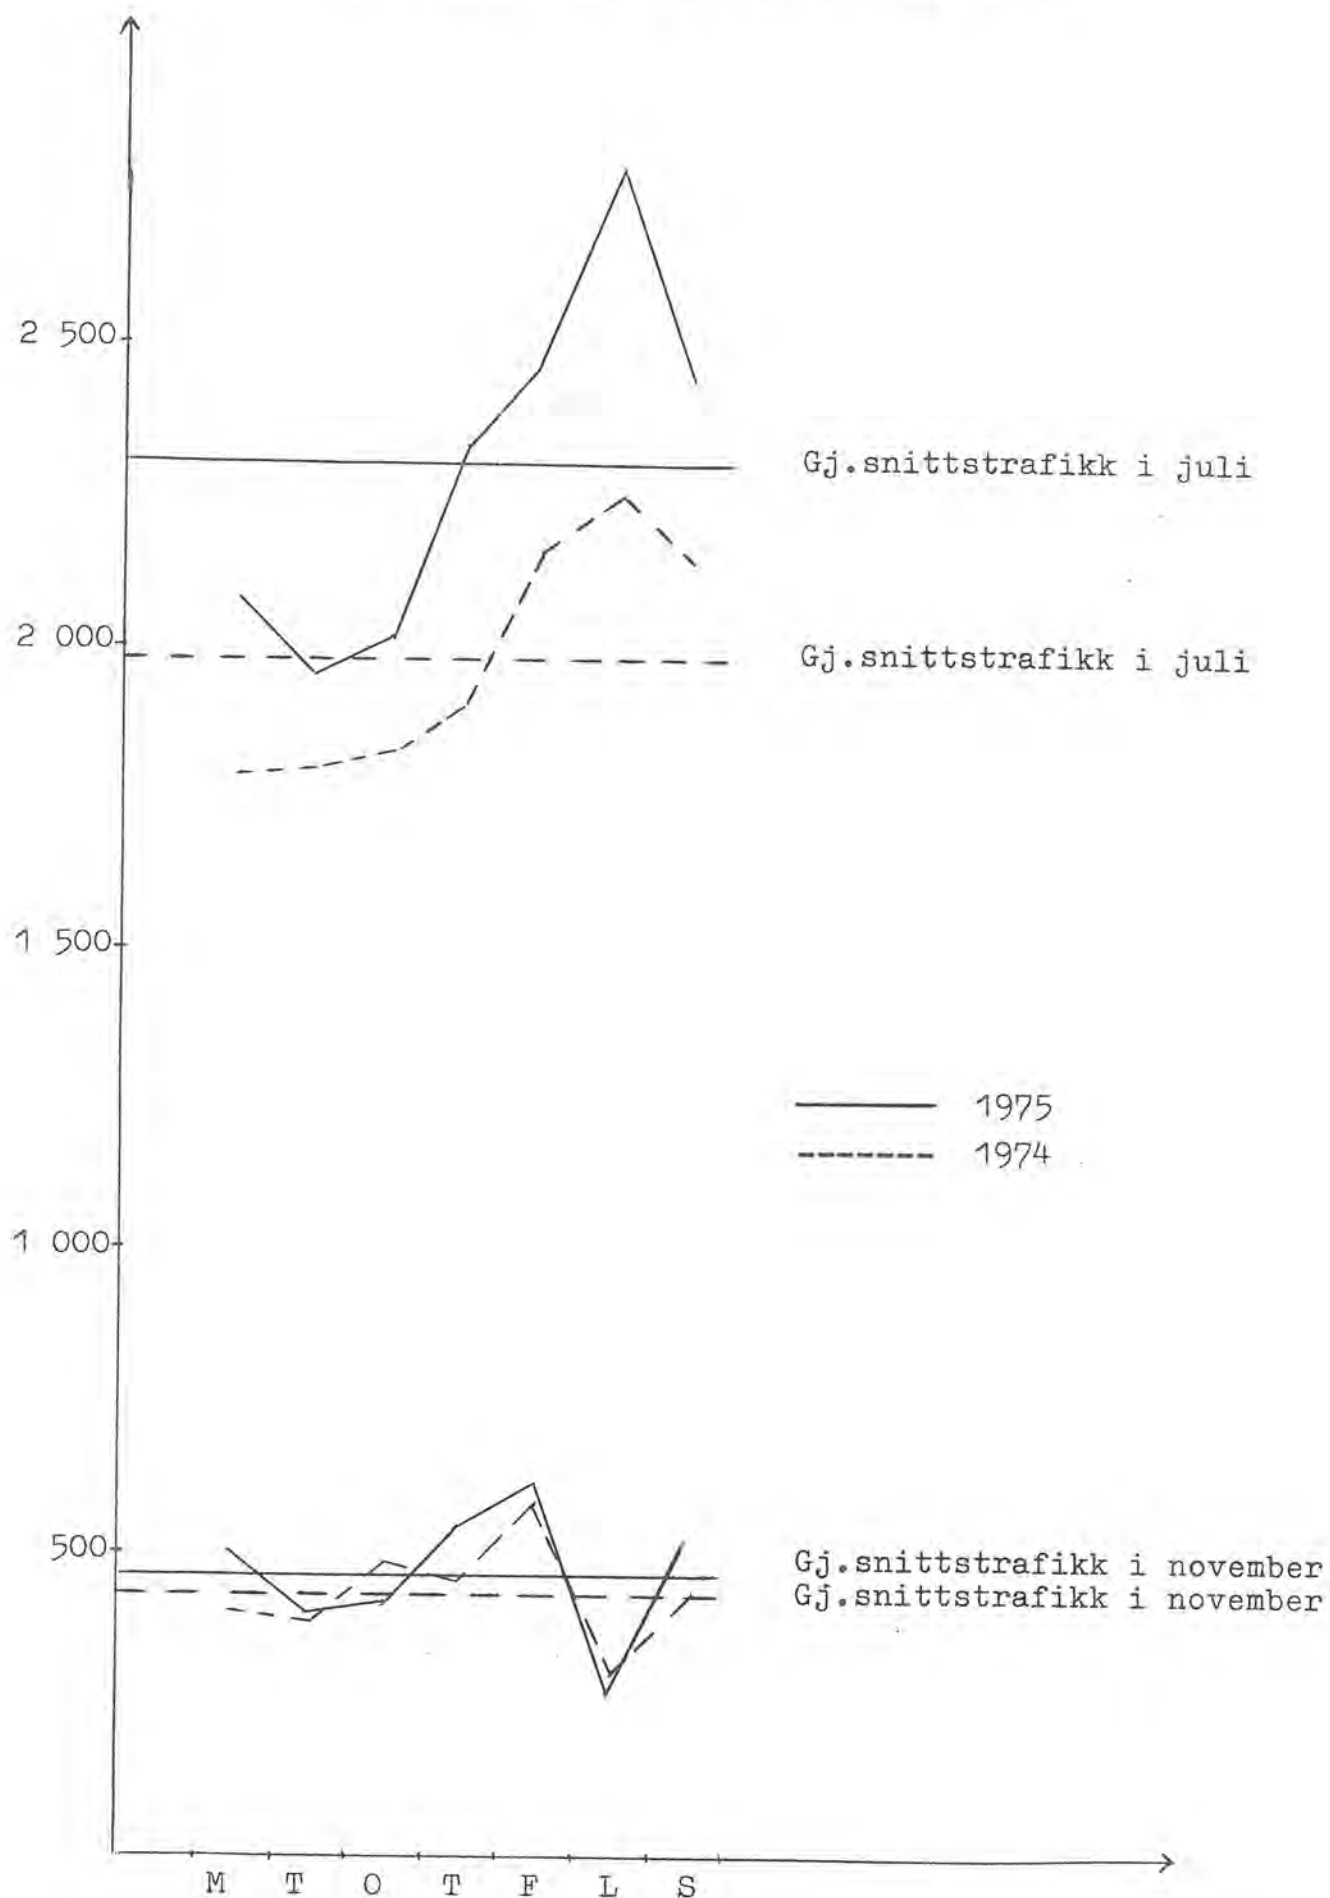 2 500
Gj.snittstrafikk i juli
2 000
Gj.snittstrafikk i juli
1 500
1975
1974
1 000
500
Gj.snittstrafikk i november
Gj.snittstrafikk i november
M T O T F L S